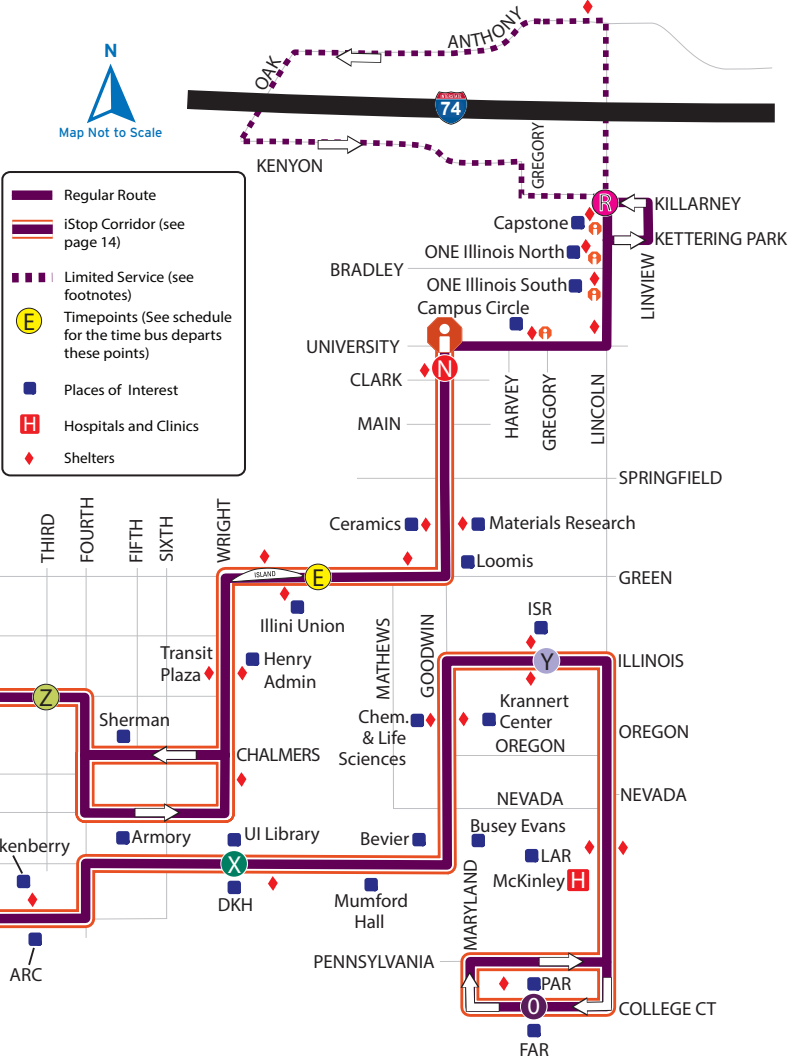 ANTHONY
OAK
N
Map Not to Scale
INTERSTATE
74
KENYON
GREGORY
Regular Route
iStop Corridor (see
page 14)
Limited Service (see
footnotes)
E
Timepoints (See schedule
for the time bus departs
these points)
Places of Interest
H
Hospitals and Clinics
Shelters
R
KILLARNEY
Capstone
KETTERING PARK
ONE Illinois North
BRADLEY
ONE Illinois South
LINVIEW
Campus Circle
UNIVERSITY
N
CLARK
MAIN
HARVEY
GREGORY
LINCOLN
SPRINGFIELD
THIRD
FOURTH
FIFTH
SIXTH
WRIGHT
Ceramics
Materials Research
Loomis
ISLAND
E
GREEN
Illini Union
ISR
MATHEWS
GOODWIN
Transit
Plaza
Henry
Admin
Y
ILLINOIS
Z
Sherman
Chem.
& Life
Sciences
Krannert
Center
OREGON
OREGON
CHALMERS
NEVADA
NEVADA
Armory
UI Library
Bevier
Busey Evans
kenberry
X
LAR
McKinley
H
DKH
Mumford
Hall
MARYLAND
ARC
PENNSYLVANIA
PAR
O
COLLEGE CT
FAR